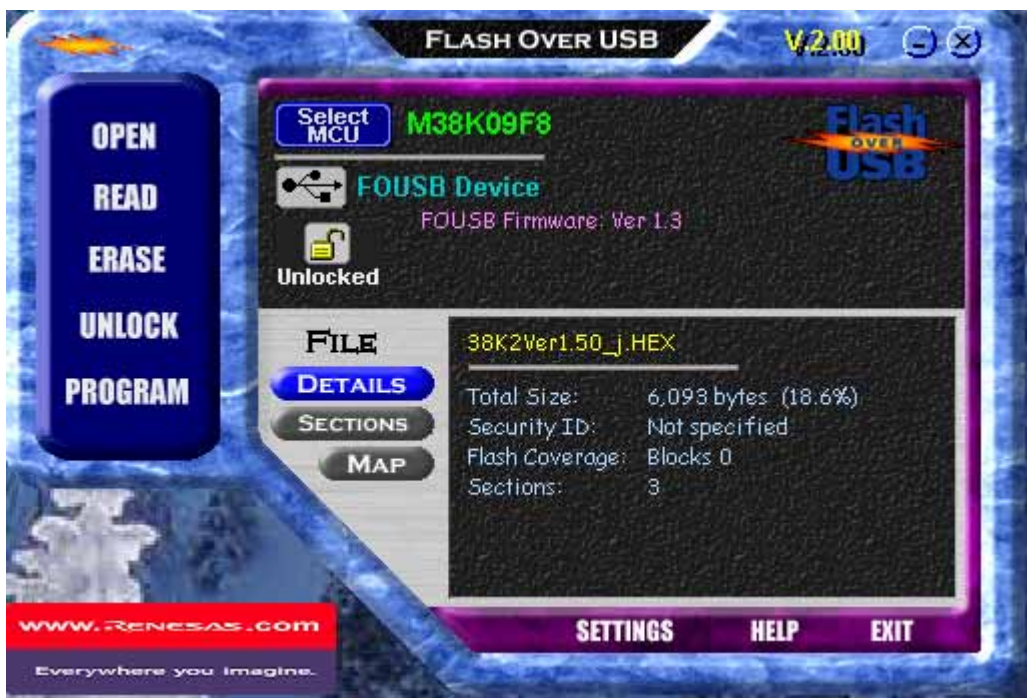 FLASH OVER USB
V.2.00
OPEN
READ
ERASE
UNLOCK
PROGRAM
Select MCU
M38K09F8
Flash
OVER
USB
FOUSB Device
FOUSB Firmware: Ver 1.3
Unlocked
FILE
DETAILS
SECTIONS
MAP
38K2Ver1.50_j.HEX
Total Size: 6,093 bytes (18.6%)
Security ID: Not specified
Flash Coverage: Blocks 0
Sections: 3
www.RENESAS.com
Everywhere you imagine.
SETTINGS HELP EXIT